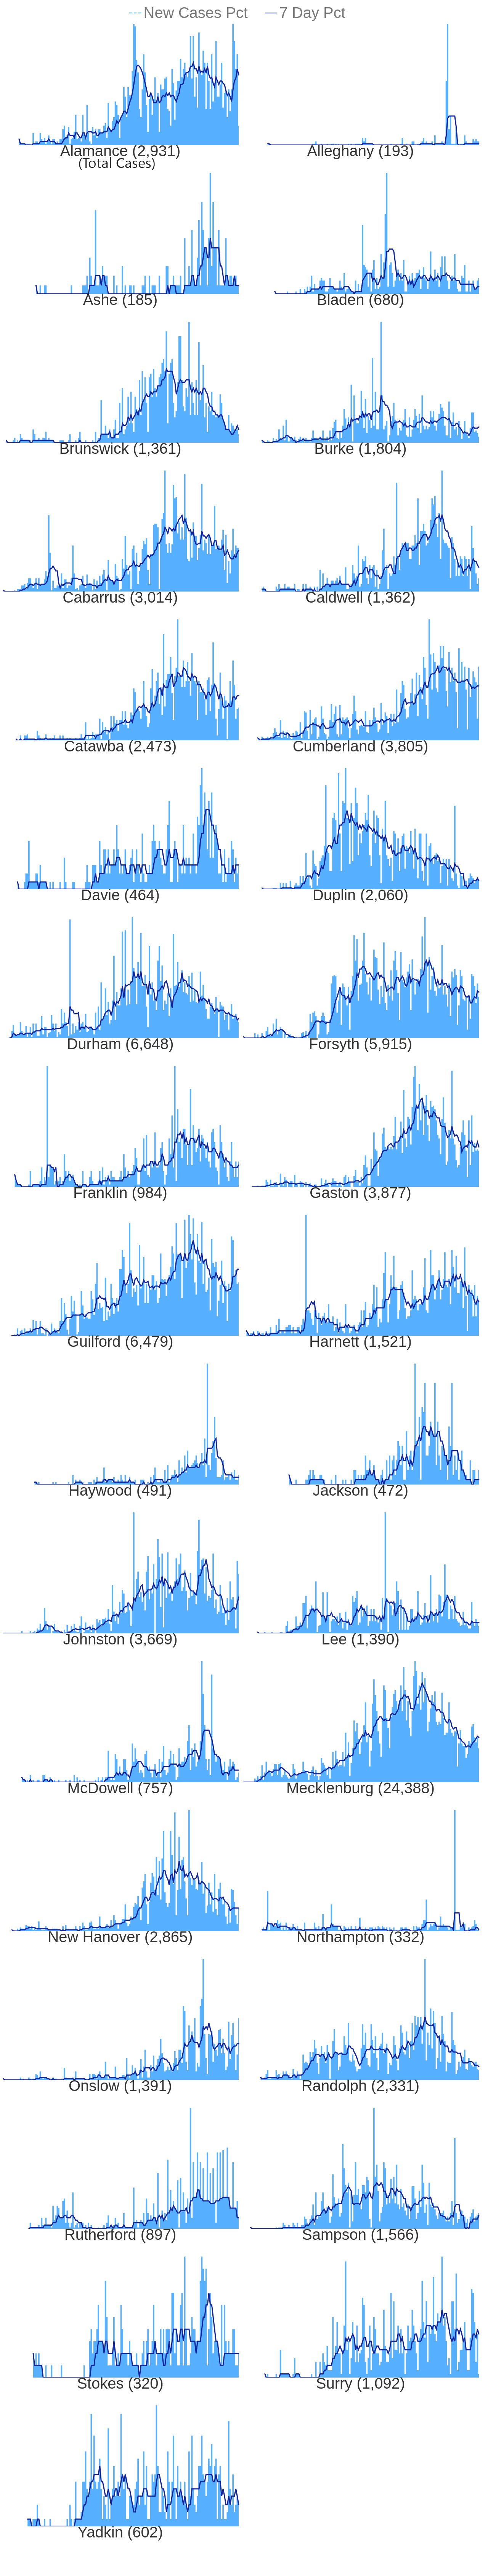 New Cases Pct 7 Day Pct
Alamance (2,931) Alleghany (193)
(Total Cases)
Ashe (185) Bladen (680)
Brunswick (1,361) Burke (1,804)
Cabarrus (3,014) Caldwell (1,362)
Catawba (2,473) Cumberland (3,805)
Davie (464) Duplin (2,060)
Durham (6,648) Forsyth (5,915)
Franklin (984) Gaston (3,877)
Guilford (6,479) Harnett (1,521)
Haywood (491) Jackson (472)
Johnston (3,669) Lee (1,390)
McDowell (757) Mecklenburg (24,388)
New Hanover (2,865) Northampton (332)
Onslow (1,391) Randolph (2,331)
Rutherford (897) Sampson (1,566)
Stokes (320) Surry (1,092)
Yadkin (602)